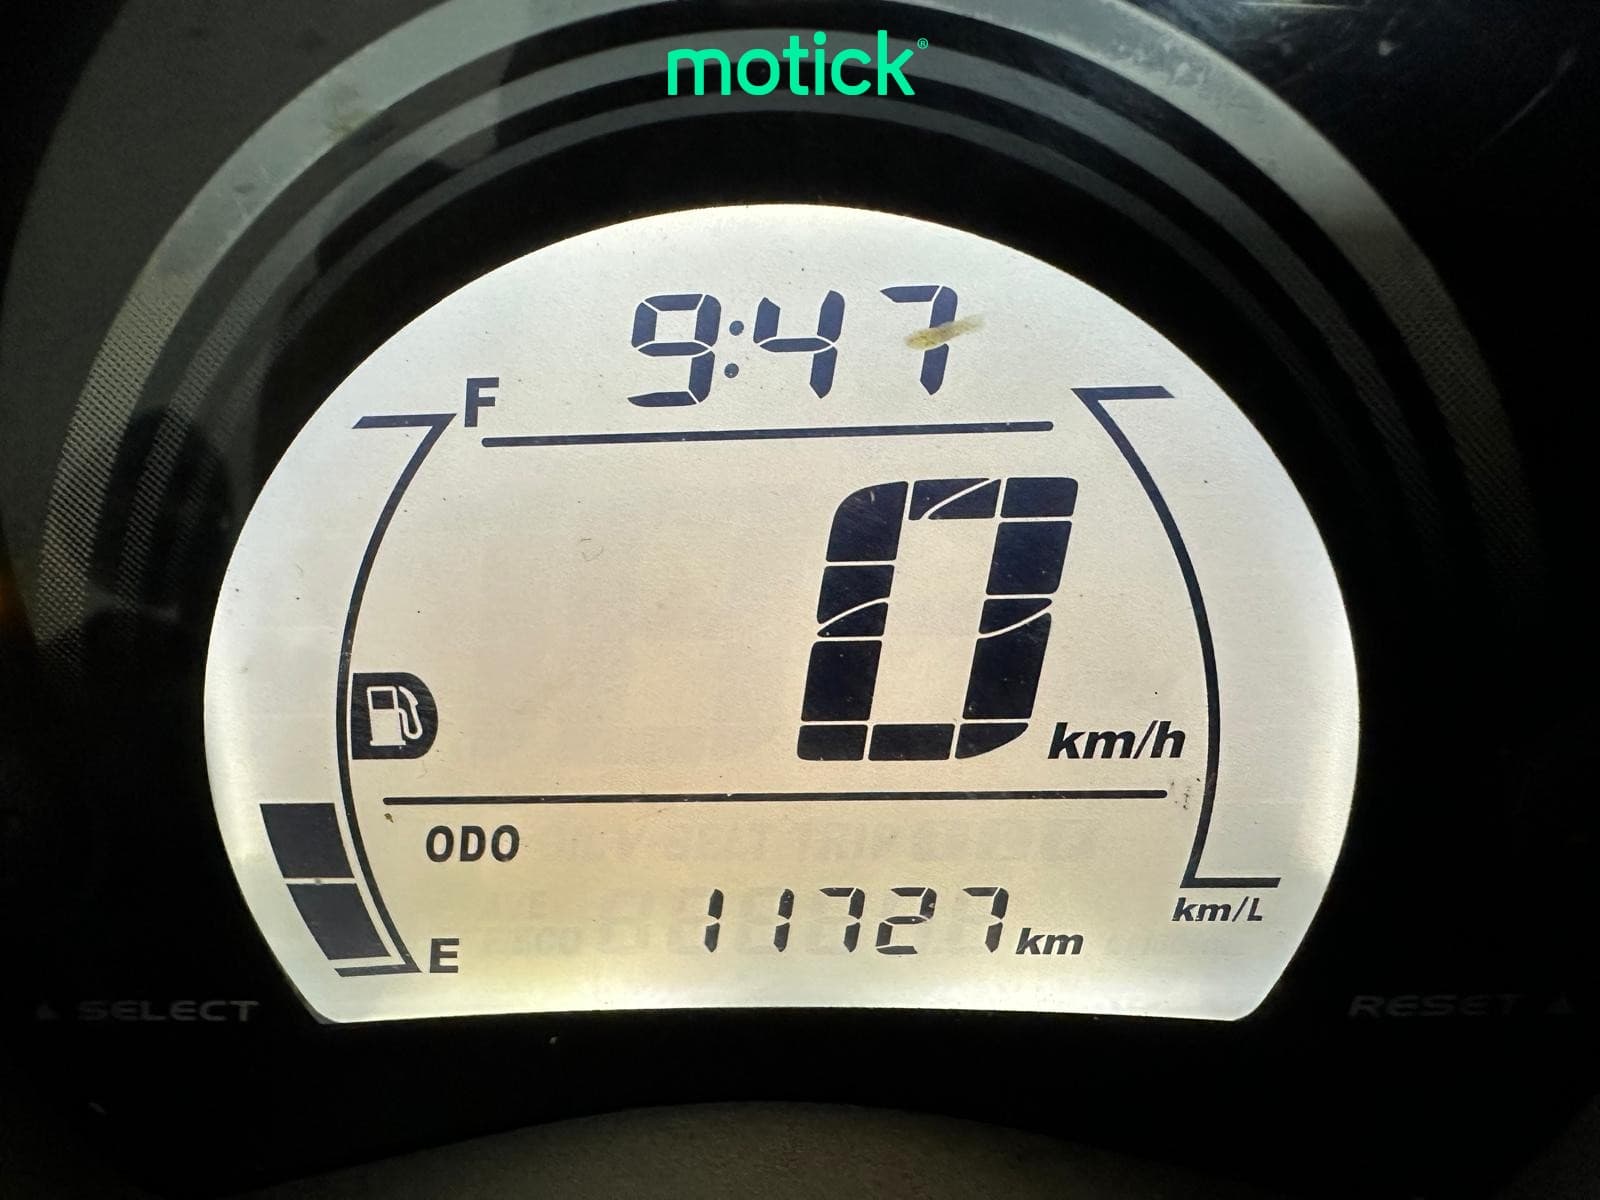 motick®
9:47
F
0 km/h
ODO
11727 km
km/L
E
SELECT
RESET